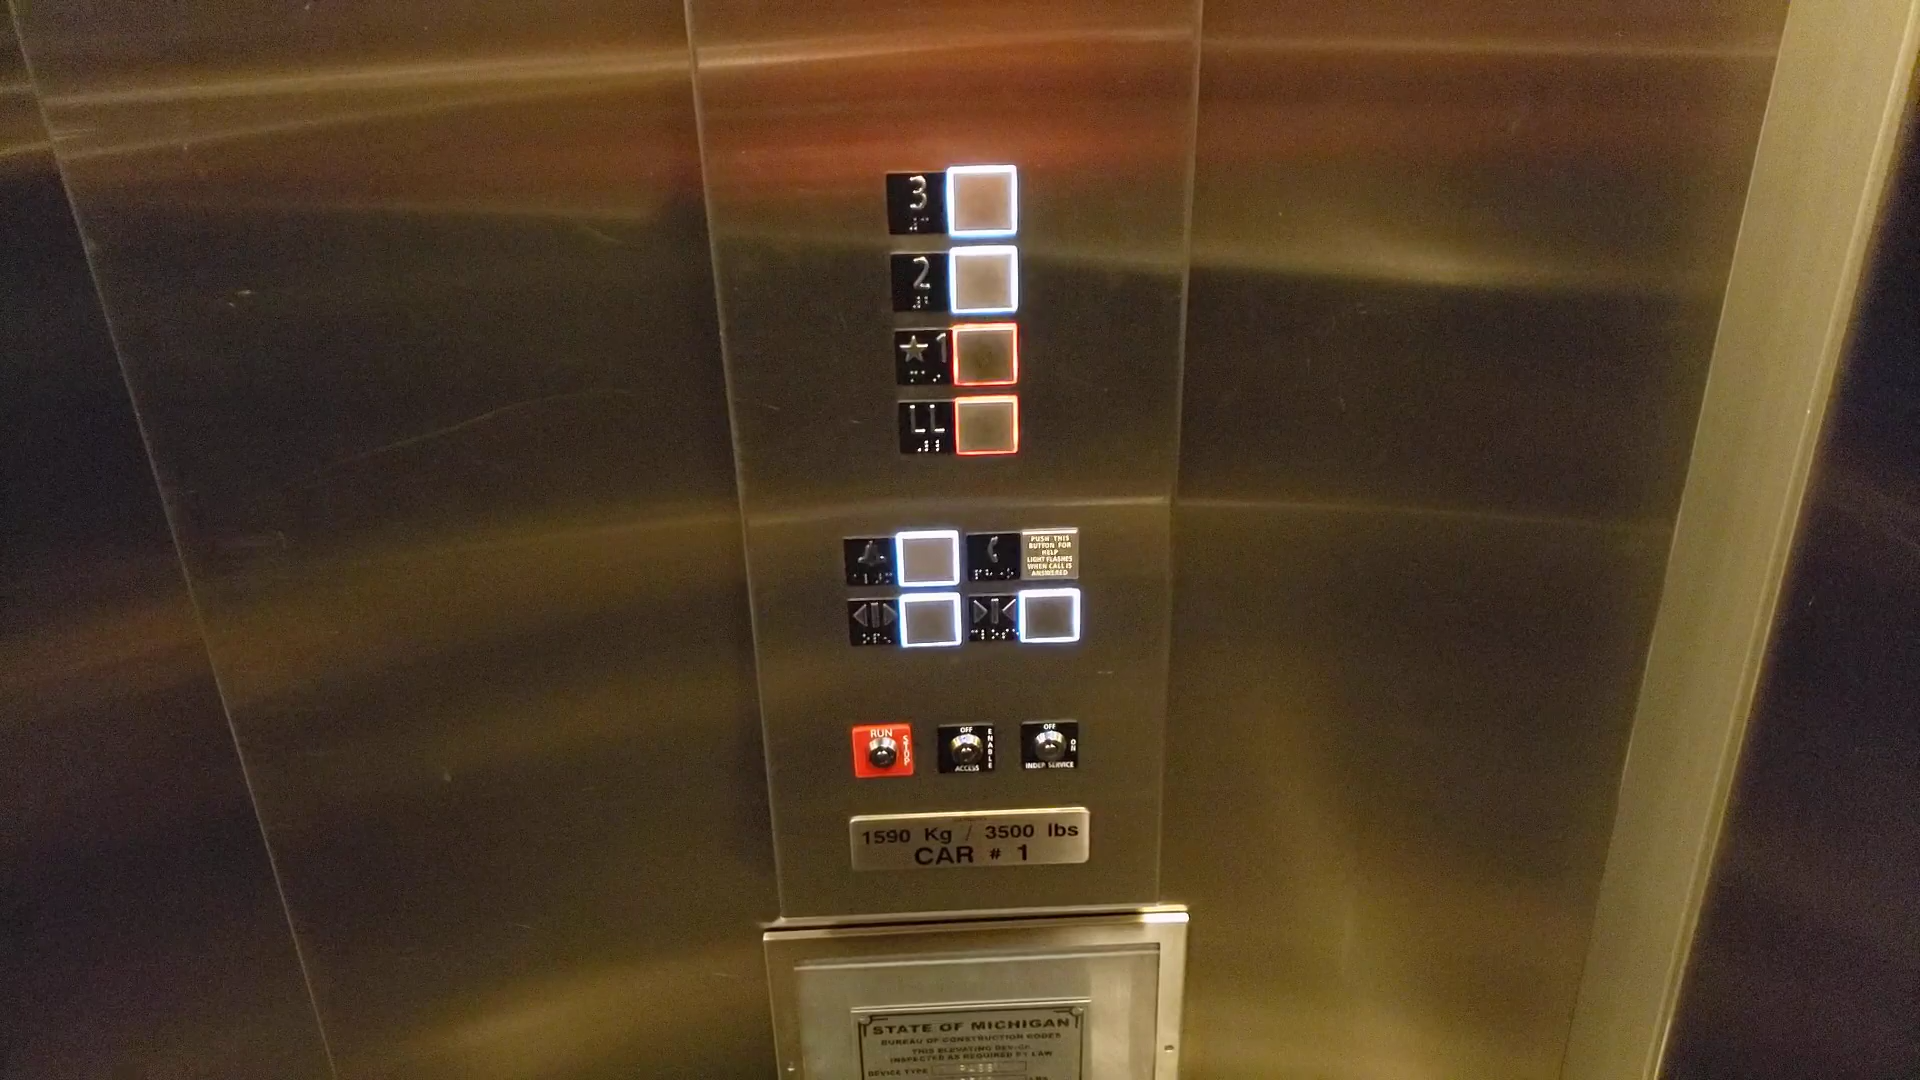 3
2
★1
LL
PUSH THIS
BUTTON FOR
HELP
LIGHT FLASHES
WHEN CALL IS
ANSWERED
RUN
STOP
OFF
ENABLE
ACCESS
OFF
ON
INDEP SERVICE
1590 Kg / 3500 lbs
CAR # 1
STATE OF MICHIGAN
BUREAU OF CONSTRUCTION CODES
THIS ELEVATING DEVICE
INSPECTED AS REQUIRED BY LAW
DEVICE TYPE